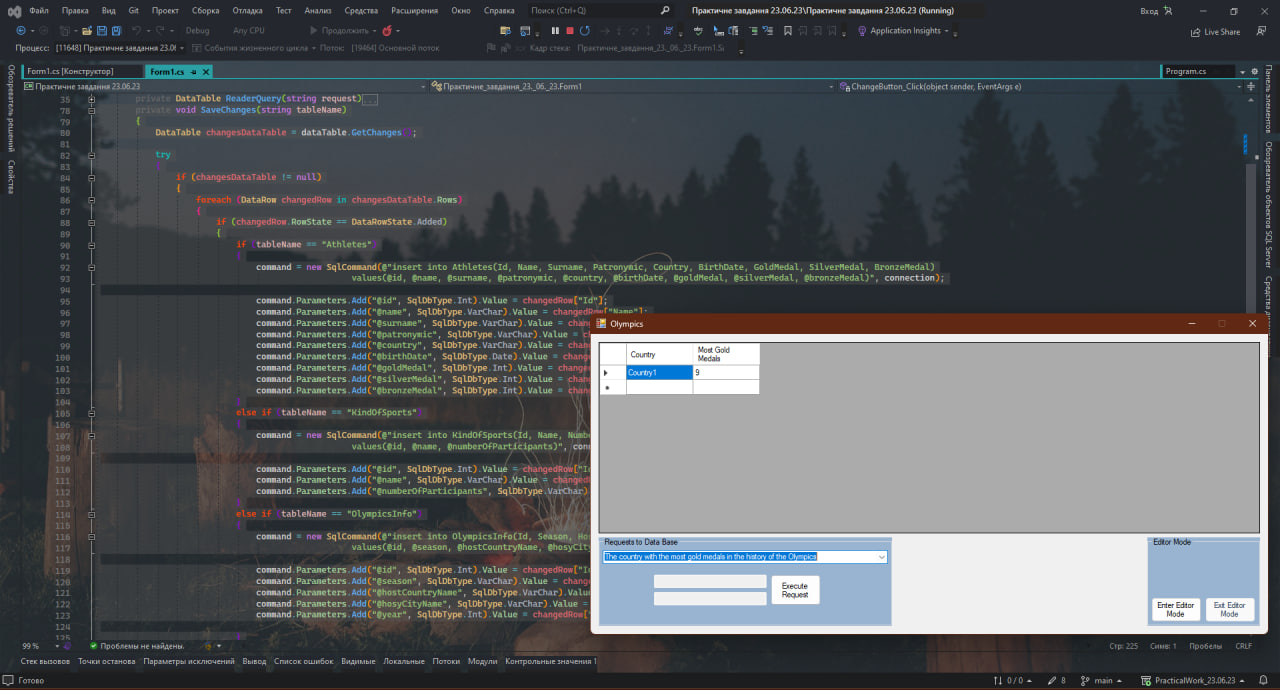 Файл Правка Вид Git Проект Сборка Отладка Тест Анализ Средства Расширения Окно Справка Поиск (Ctrl+Q) Практичне завдання 23.06.23\Практичне завдання 23.06.23 (Running) Вход
Debug Any CPU Продолжить Application Insights Live Share
Процесс: [11648] Практичне завдання 23.0( События жизненного цикла Поток: [19464] Основной поток Кадр стека: Практичне_завдання_23._06._23.Form1.S
Form1.cs [Конструктор] Form1.cs Program.cs
Практичне завдання 23.06.23 Практичне_завдання_23._06._23.Form1 ChangeButton_Click(object sender, EventArgs e)
Обозреватель решений Свойства
Панель элементов Обозреватель объектов SQL Server
35 private DataTable ReaderQuery(string request)...
78 private void SaveChanges(string tableName)
79 {
80 DataTable changesDataTable = dataTable.GetChanges();
81
82 try
83
84 if (changesDataTable != null)
85 {
86 foreach (DataRow changedRow in changesDataTable.Rows)
87 {
88 if (changedRow.RowState == DataRowState.Added)
89 {
90 if (tableName == "Athletes")
91
92 command = new SqlCommand(@"insert into Athletes(Id, Name, Surname, Patronymic, Country, BirthDate, GoldMedal, SilverMedal, BronzeMedal)
93 values(@id, @name, @surname, @patronymic, @country, @birthDate, @goldMedal, @silverMedal, @bronzeMedal)", connection);
94
95 command.Parameters.Add("@id", SqlDbType.Int).Value = changedRow["Id"];
96 command.Parameters.Add("@name", SqlDbType.VarChar).Value = changedRow["Name"];
97 command.Parameters.Add("@surname", SqlDbType.VarChar).Value = chan
98 command.Parameters.Add("@patronymic", SqlDbType.VarChar).Value = c
99 command.Parameters.Add("@country", SqlDbType.VarChar).Value = chan
100 command.Parameters.Add("@birthDate", SqlDbType.Date).Value = chang
101 command.Parameters.Add("@goldMedal", SqlDbType.Int).Value = change
102 command.Parameters.Add("@silverMedal", SqlDbType.Int).Value = chan
103 command.Parameters.Add("@bronzeMedal", SqlDbType.Int).Value = chan
104
105 else if (tableName == "KindOfSports")
106
107 command = new SqlCommand(@"insert into KindOfSports(Id, Name, Numb
108 values(@id, @name, @numberOfParticipants)", conn
109
110 command.Parameters.Add("@id", SqlDbType.Int).Value = changedRow["Id
111 command.Parameters.Add("@name", SqlDbType.VarChar).Value = changed
112 command.Parameters.Add("@numberOfParticipants", SqlDbType.VarChar)
113
114 else if (tableName == "OlympicsInfo")
115
116 command = new SqlCommand(@"insert into OlympicsInfo(Id, Season, Ho
117 values(@id, @season, @hostCountryName, @hosyCity
118
119 command.Parameters.Add("@id", SqlDbType.Int).Value = changedRow["Id
120 command.Parameters.Add("@season", SqlDbType.VarChar).Value = chang
121 command.Parameters.Add("@hostCountryName", SqlDbType.VarChar).Valu
122 command.Parameters.Add("@hosyCityName", SqlDbType.VarChar).Value =
123 command.Parameters.Add("@year", SqlDbType.Int).Value = changedRow["
124
125
Olympics
Country Most Gold
Medals
Country1 9
Requests to Data Base
The country with the most gold medals in the history of the Olympics
Execute
Request
Editor Mode
Enter Editor
Mode
Exit Editor
Mode
99 % Проблемы не найдены. Стр: 225 Симв: 1 Пробелы CRLF
Стек вызовов Точки останова Параметры исключений Вывод Список ошибок Видимые Локальные Потоки Модули Контрольные значения 1
Готово 0 / 0 8 main PracticalWork_23.06.23